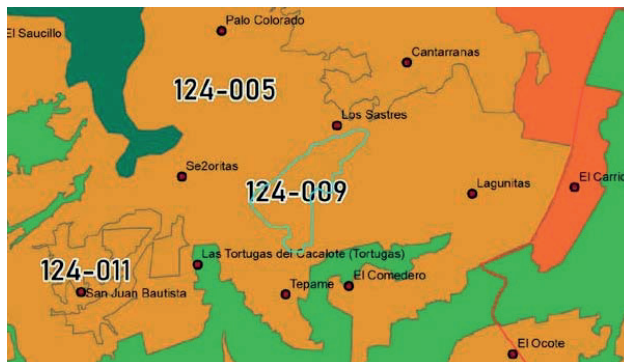 Palo Colorado
El Saucillo
Cantarranas
124-005
Los Sastres
Se2oritas
124-009
Lagunitas
El Carri
Las Tortugas del Cacalote (Tortugas)
124-011
El Comedero
San Juan Bautista
Tepame
El Ocote